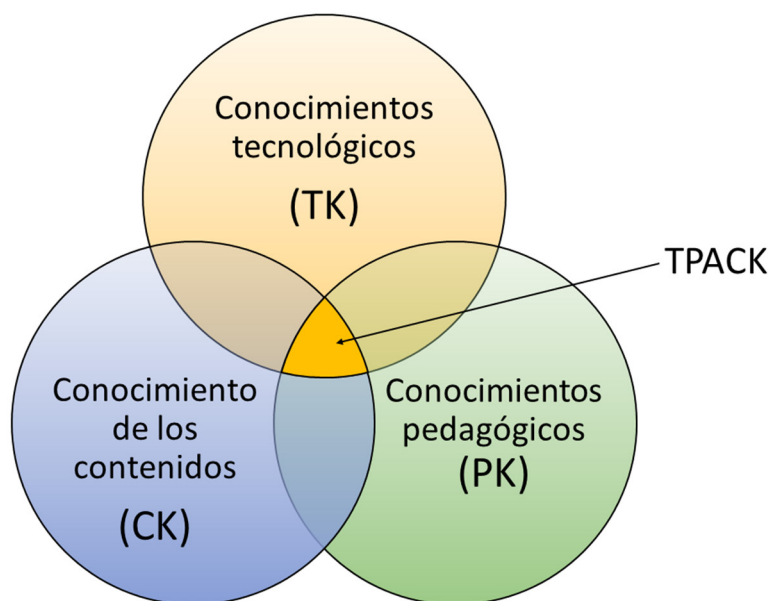 Conocimientos
tecnológicos
(TK)
TPACK
Conocimiento
de los
contenidos
(CK)
Conocimientos
pedagógicos
(PK)